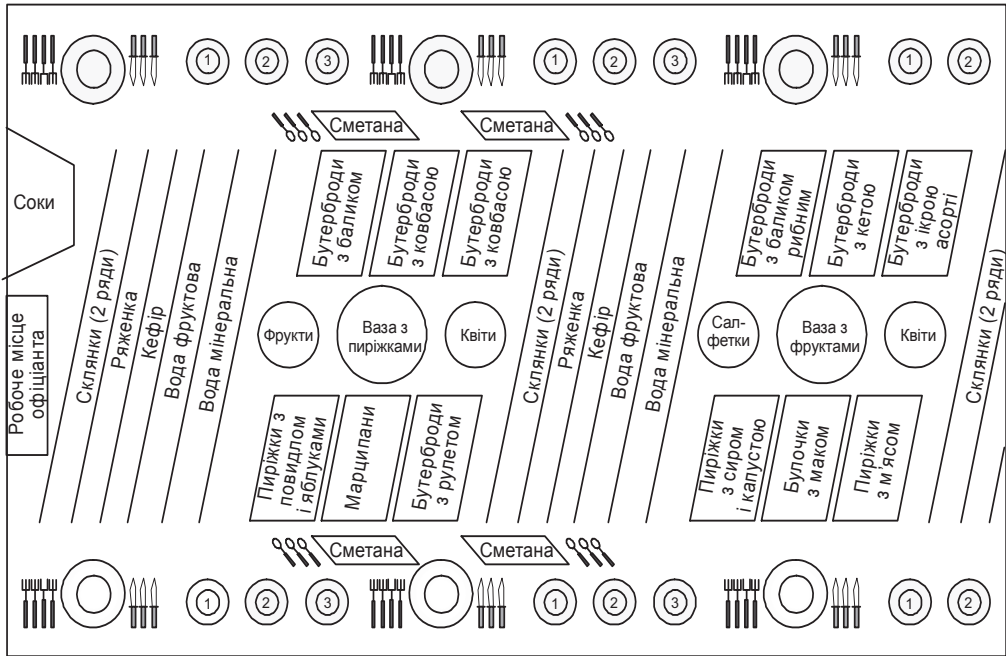 1
2
3
1
2
3
1
2
Сметана
Сметана
Соки
Робоче місце
офіціанта
Склянки (2 ряди)
Ряженка
Кефір
Вода фруктова
Вода мінеральна
Бутерброди
з баликом
Бутерброди
з ковбасою
Бутерброди
з ковбасою
Фрукти
Ваза з
пиріжками
Квіти
Пиріжки з
повидлом
і яблуками
Марципани
Бутерброди
з рулетом
Склянки (2 ряди)
Ряженка
Кефір
Вода фруктова
Вода мінеральна
Бутерброди
з баликом
рибним
Бутерброди
з кетою
Бутерброди
з ікрою
асорті
Сал-
фетки
Ваза з
фруктами
Квіти
Пиріжки
з сиром
і капустою
Булочки
з маком
Пиріжки
з м’ясом
Склянки (2 ряди)
Сметана
Сметана
1
2
3
1
2
3
1
2